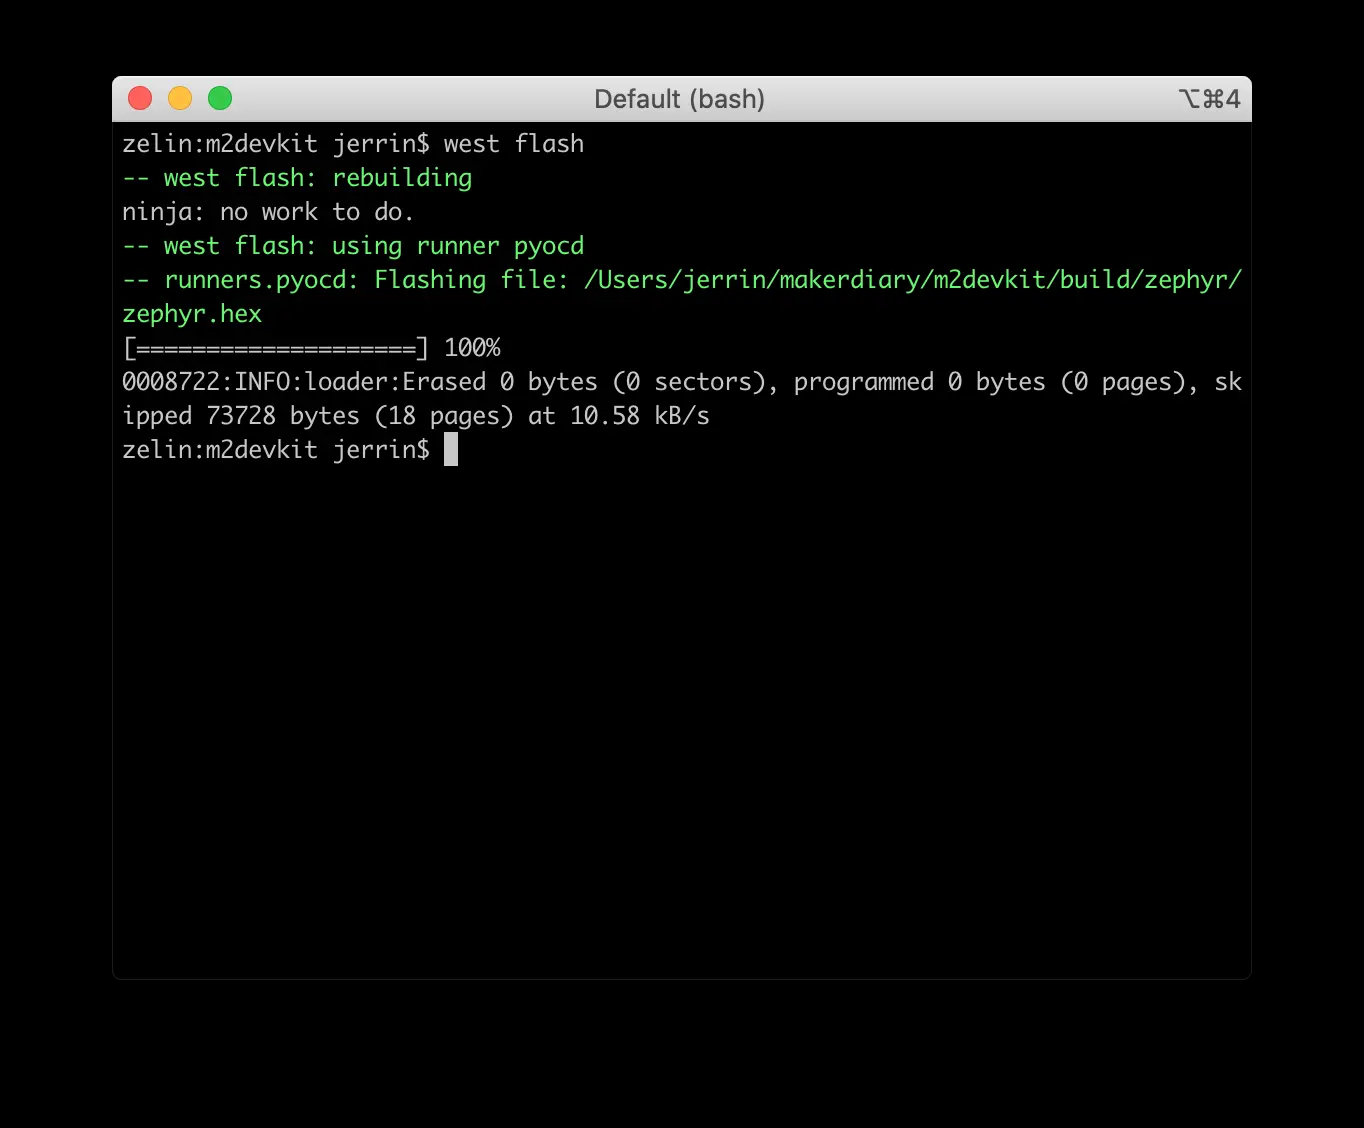 Default (bash)
⌥⌘4
zelin:m2devkit jerrin$ west flash
-- west flash: rebuilding
ninja: no work to do.
-- west flash: using runner pyocd
-- runners.pyocd: Flashing file: /Users/jerrin/makerdiary/m2devkit/build/zephyr/
zephyr.hex
[====================] 100%
0008722:INFO:loader:Erased 0 bytes (0 sectors), programmed 0 bytes (0 pages), sk
ipped 73728 bytes (18 pages) at 10.58 kB/s
zelin:m2devkit jerrin$